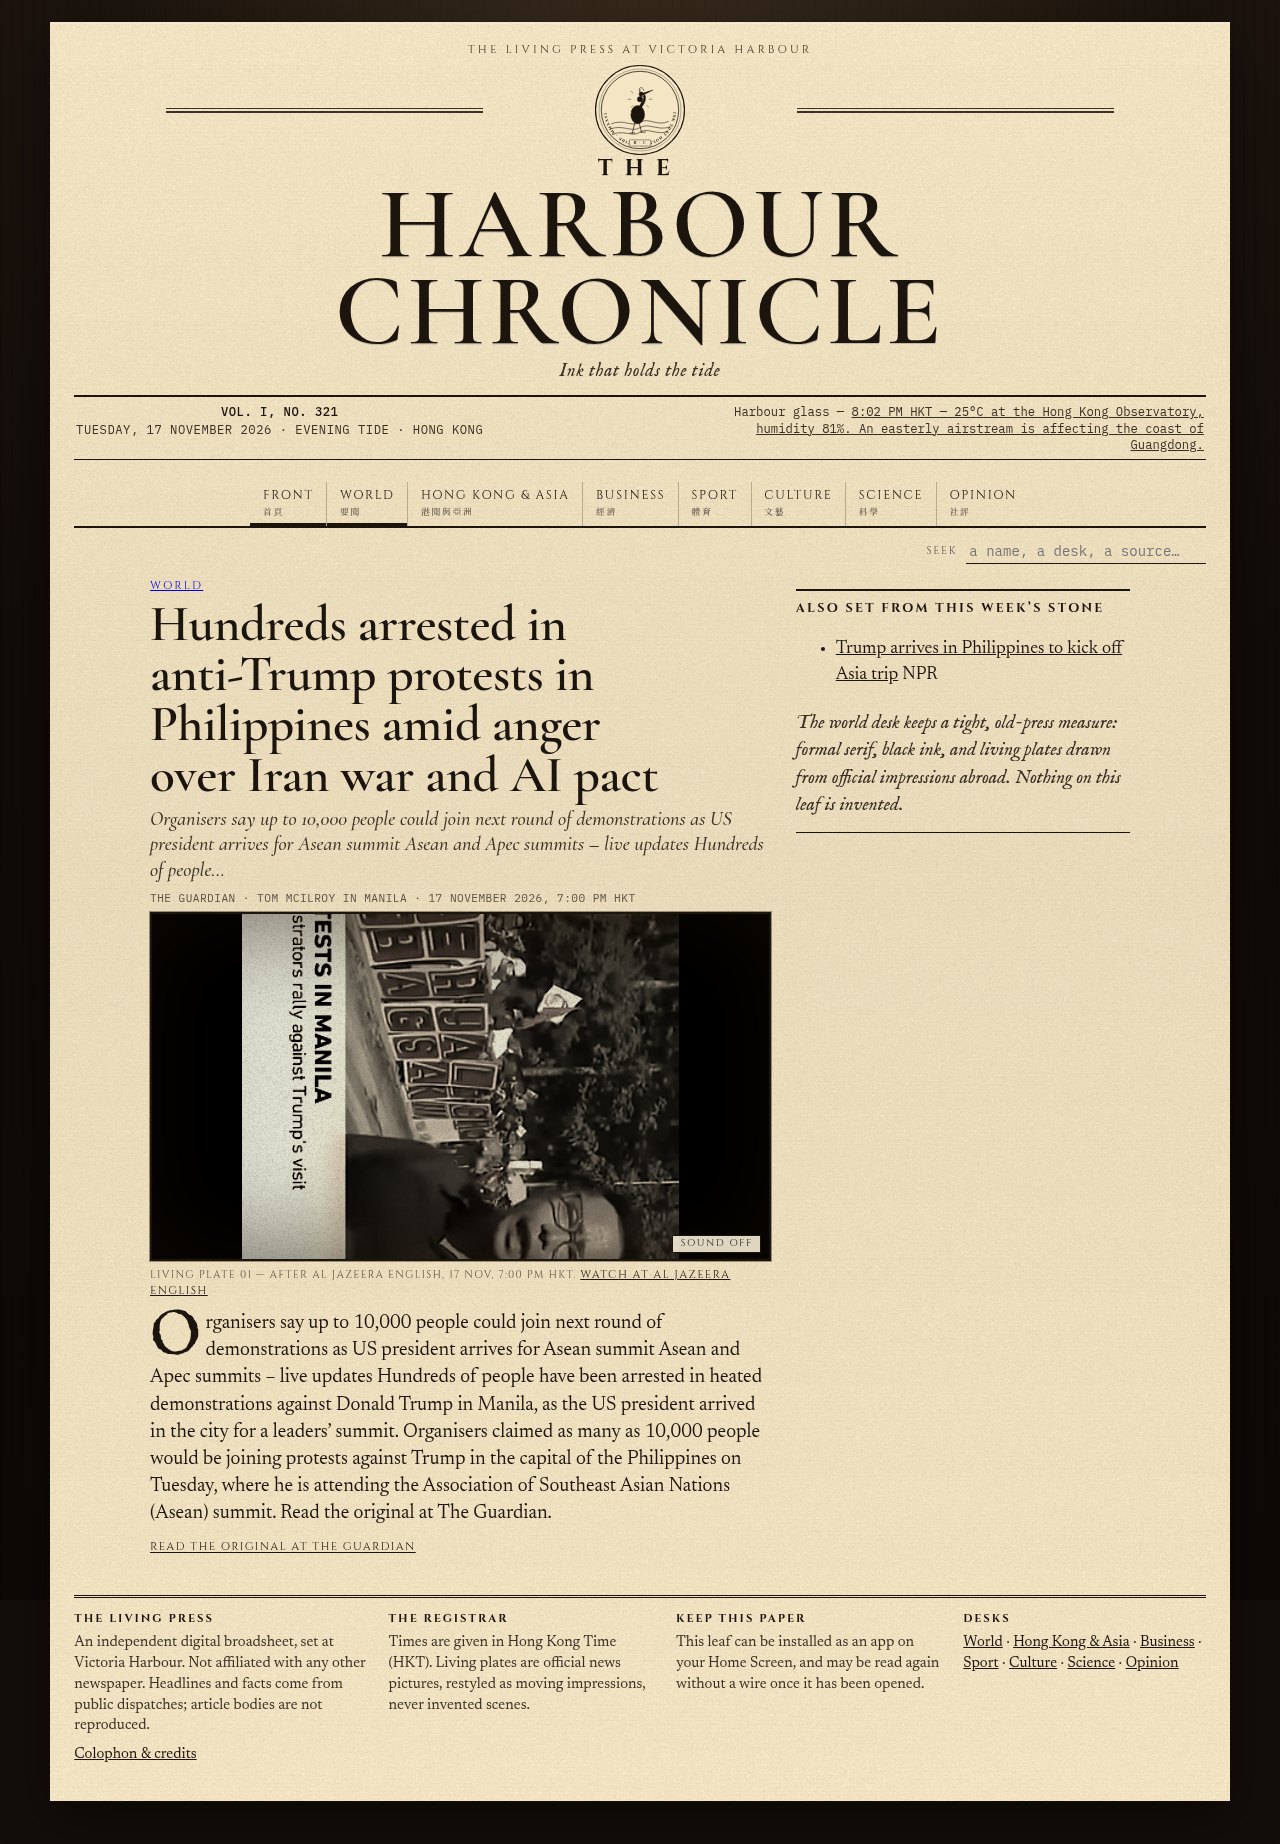 THE LIVING PRESS AT VICTORIA HARBOUR
THE
HARBOUR
CHRONICLE
Ink that holds the tide
VOL. I, NO. 321
TUESDAY, 17 NOVEMBER 2026 · EVENING TIDE · HONG KONG
Harbour glass — 8:02 PM HKT — 25°C at the Hong Kong Observatory,
humidity 81%. An easterly airstream is affecting the coast of
Guangdong.
FRONT WORLD HONG KONG & ASIA BUSINESS SPORT CULTURE SCIENCE OPINION
首頁 要聞 港聞與亞洲 經濟 體育 文藝 科學 社評
SEEK a name, a desk, a source…
WORLD
Hundreds arrested in
anti-Trump protests in
Philippines amid anger
over Iran war and AI pact
Organisers say up to 10,000 people could join next round of demonstrations as US
president arrives for Asean summit Asean and Apec summits – live updates Hundreds
of people…
THE GUARDIAN · TOM MCILROY IN MANILA · 17 NOVEMBER 2026, 7:00 PM HKT
TESTS IN MANILA
strators rally against Trump's visit
SOUND OFF
LIVING PLATE 01 — AFTER AL JAZEERA ENGLISH, 17 NOV, 7:00 PM HKT. WATCH AT AL JAZEERA
ENGLISH
Organisers say up to 10,000 people could join next round of
demonstrations as US president arrives for Asean summit Asean and
Apec summits – live updates Hundreds of people have been arrested in heated
demonstrations against Donald Trump in Manila, as the US president arrived
in the city for a leaders’ summit. Organisers claimed as many as 10,000 people
would be joining protests against Trump in the capital of the Philippines on
Tuesday, where he is attending the Association of Southeast Asian Nations
(Asean) summit. Read the original at The Guardian.
READ THE ORIGINAL AT THE GUARDIAN
ALSO SET FROM THIS WEEK’S STONE
• Trump arrives in Philippines to kick off
Asia trip NPR
The world desk keeps a tight, old-press measure:
formal serif, black ink, and living plates drawn
from official impressions abroad. Nothing on this
leaf is invented.
THE LIVING PRESS
An independent digital broadsheet, set at
Victoria Harbour. Not affiliated with any other
newspaper. Headlines and facts come from
public dispatches; article bodies are not
reproduced.
Colophon & credits
THE REGISTRAR
Times are given in Hong Kong Time
(HKT). Living plates are official news
pictures, restyled as moving impressions,
never invented scenes.
KEEP THIS PAPER
This leaf can be installed as an app on
your Home Screen, and may be read again
without a wire once it has been opened.
DESKS
World · Hong Kong & Asia · Business ·
Sport · Culture · Science · Opinion